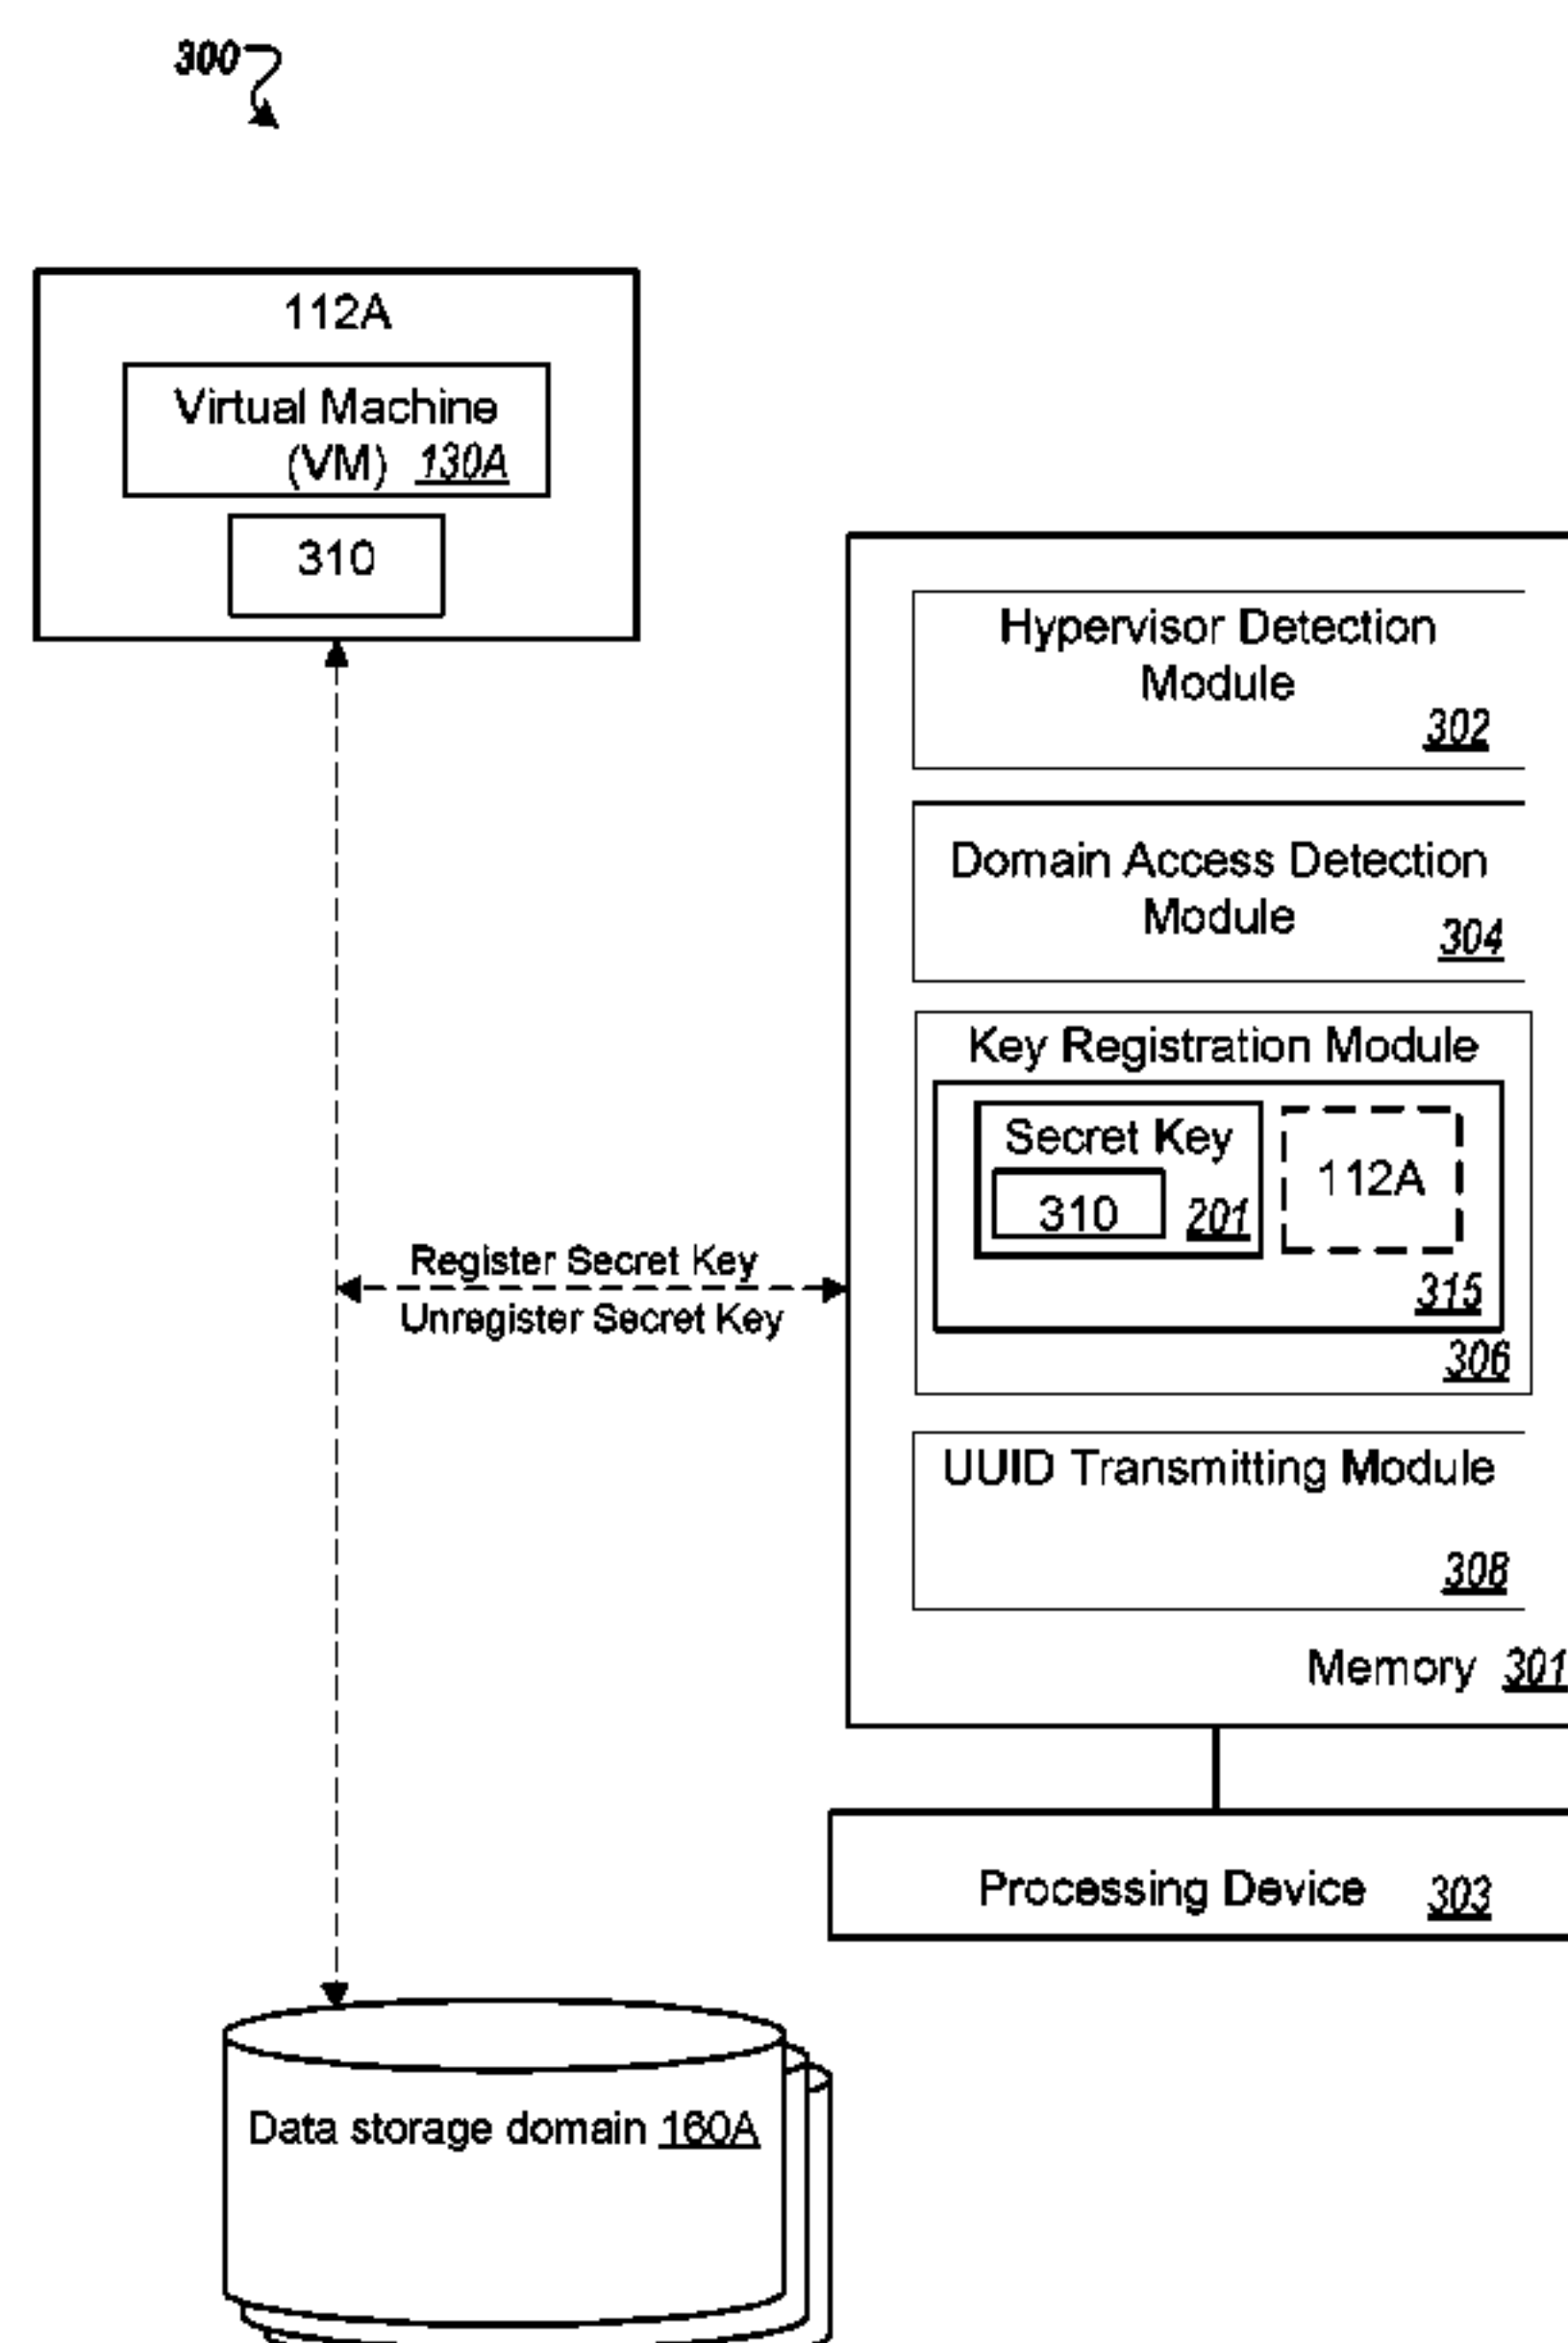 300
112A
Virtual Machine
(VM) 130A
310
Hypervisor Detection
Module
302
Domain Access Detection
Module
304
Key Registration Module
Secret Key
310 201
112A
315
306
Register Secret Key
Unregister Secret Key
UUID Transmitting Module
308
Memory 301
Processing Device 303
Data storage domain 160A